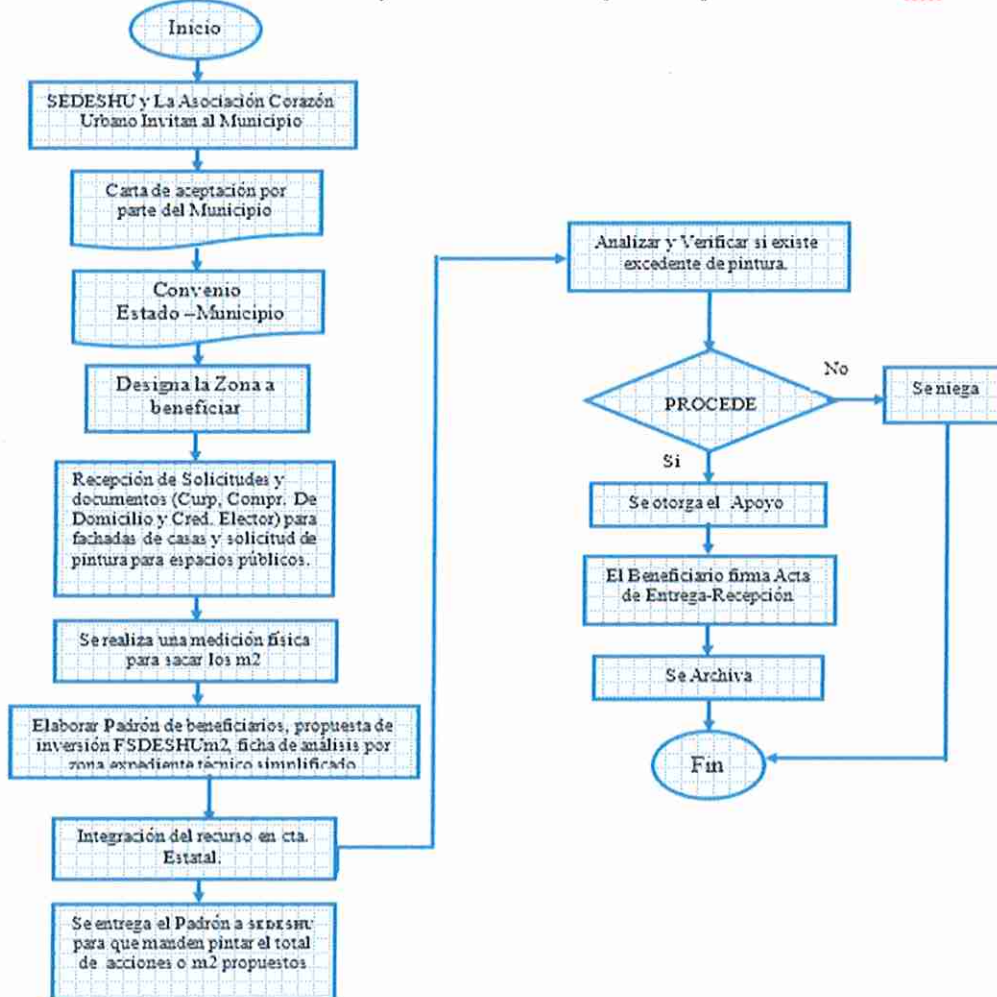 Inicio
SEDESHU y La Asociación Corazón
Urbano Invitan al Municipio
Carta de aceptación por
parte del Municipio
Convenio
Estado –Municipio
Designa la Zona a
beneficiar
Recepción de Solicitudes y
documentos (Curp, Compr. De
Domicilio y Cred. Elector) para
fachadas de casas y solicitud de
pintura para espacios públicos.
Se realiza una medición física
para sacar los m2
Elaborar Padrón de beneficiarios, propuesta de
inversión FSDESHUm2, ficha de análisis por
zona expediente técnico simplificado
Integración del recurso en cta.
Estatal.
Se entrega el Padrón a SEDESHU
para que manden pintar el total
de acciones o m2 propuestos
Analizar y Verificar si existe
excedente de pintura.
PROCEDE
No
Se niega
Si
Se otorga el Apoyo
El Beneficiario firma Acta
de Entrega-Recepción
Se Archiva
Fin